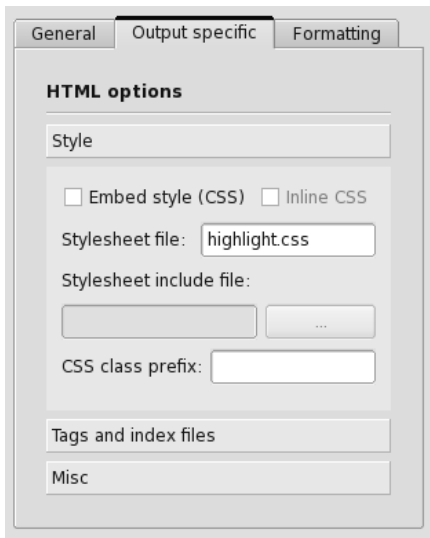 General Output specific Formatting
HTML options
Style
Embed style (CSS) Inline CSS
Stylesheet file: highlight.css
Stylesheet include file:
...
CSS class prefix:
Tags and index files
Misc